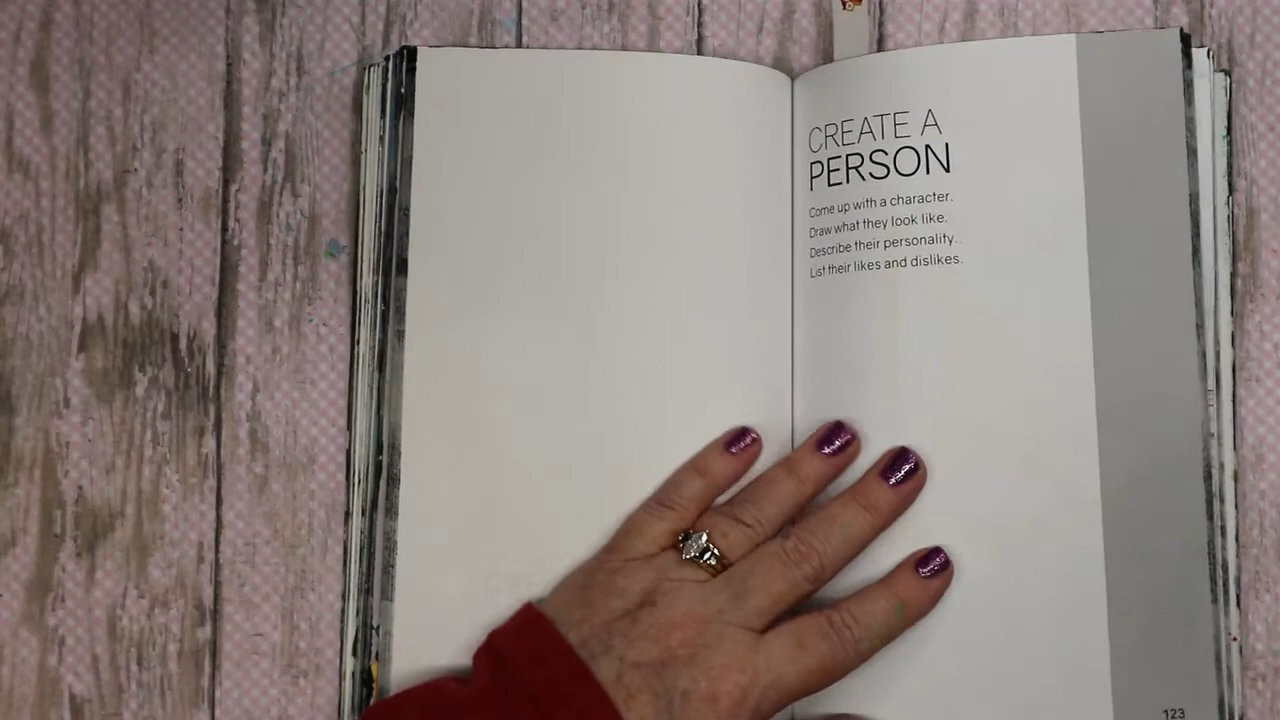 CREATE A
PERSON
Come up with a character.
Draw what they look like.
Describe their personality.
List their likes and dislikes.
123